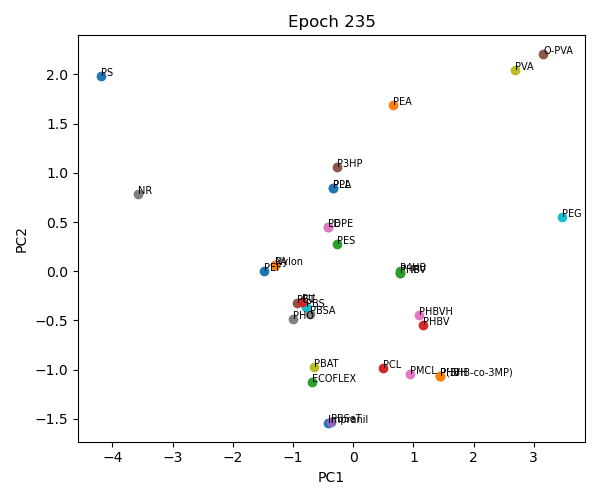 Epoch 235
O-PVA
PVA
PS
PEA
P3HP
NR
PEG
LDPE
PES
Nylon
PHBV
PBS
PBSA
PHO
PHBVH
PHBV
PBAT
PCL
ECOFLEX
PMCL
P(3HB-co-3MP)
PBSeT
Impranil
2.0
1.5
1.0
0.5
0.0
−0.5
−1.0
−1.5
PC2
−4
−3
−2
−1
0
1
2
3
PC1